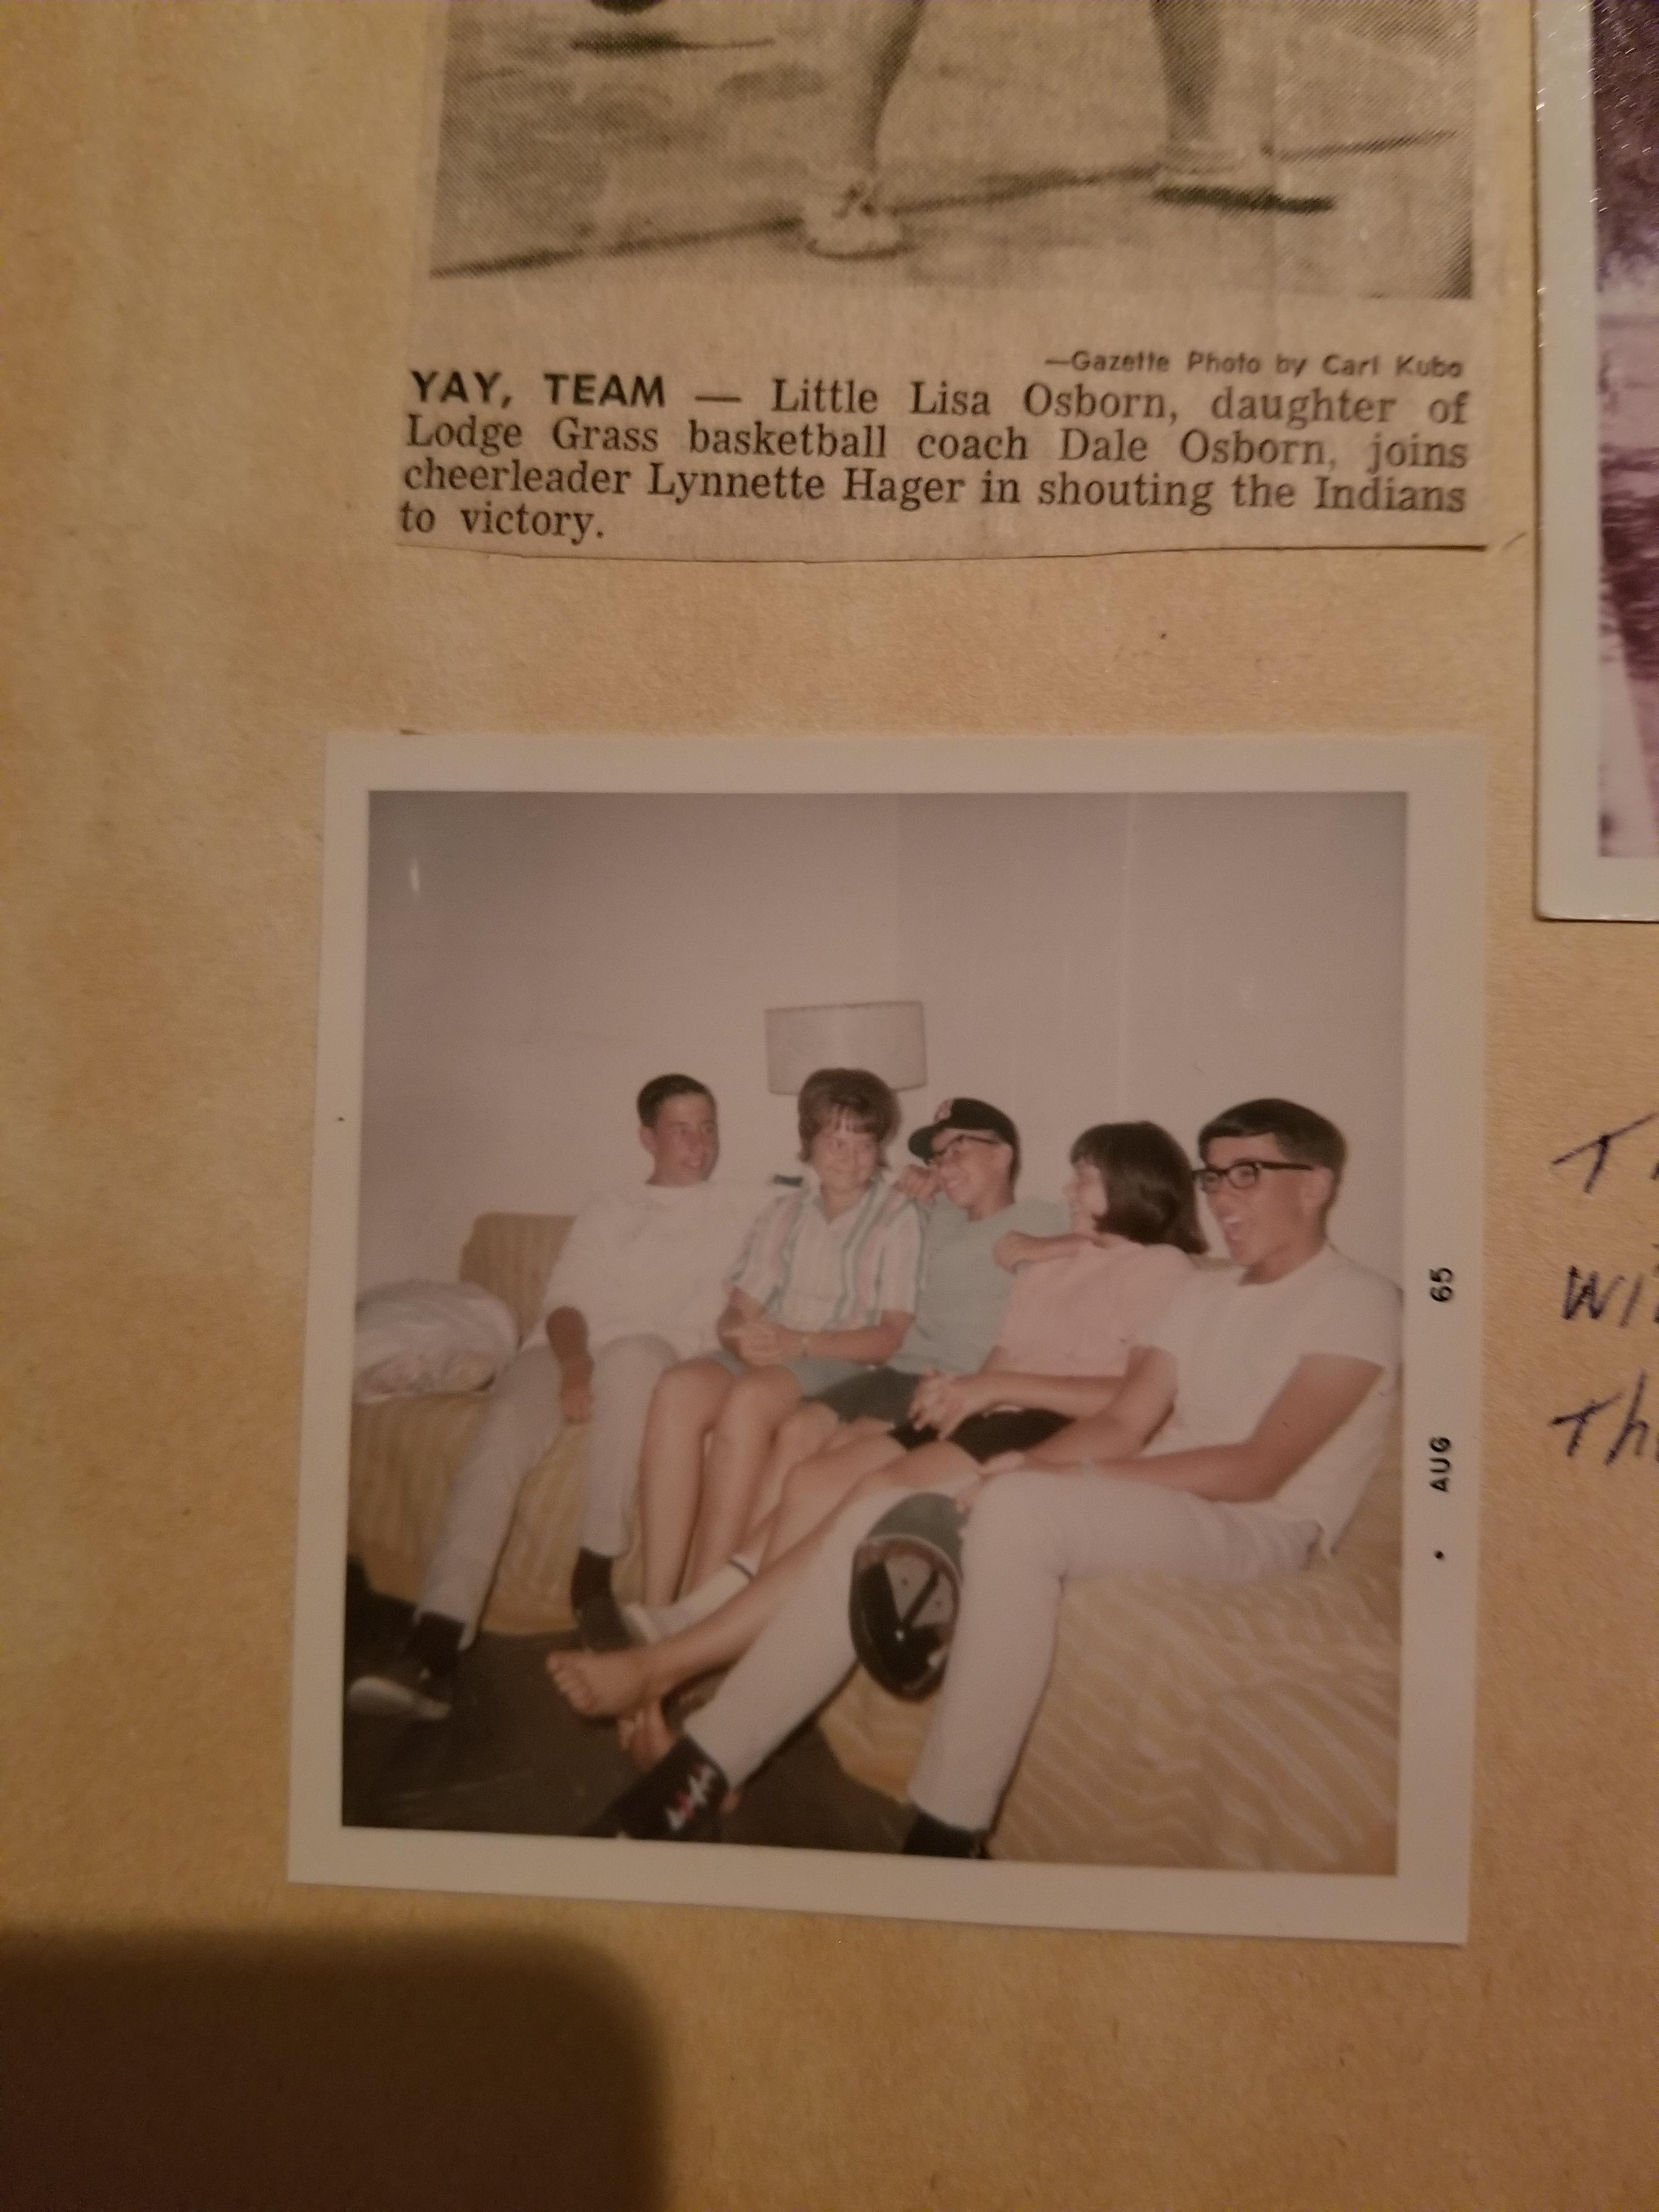 —Gazette Photo by Carl Kubo
YAY, TEAM — Little Lisa Osborn, daughter of
Lodge Grass basketball coach Dale Osborn, joins
cheerleader Lynnette Hager in shouting the Indians
to victory.
AUG 65